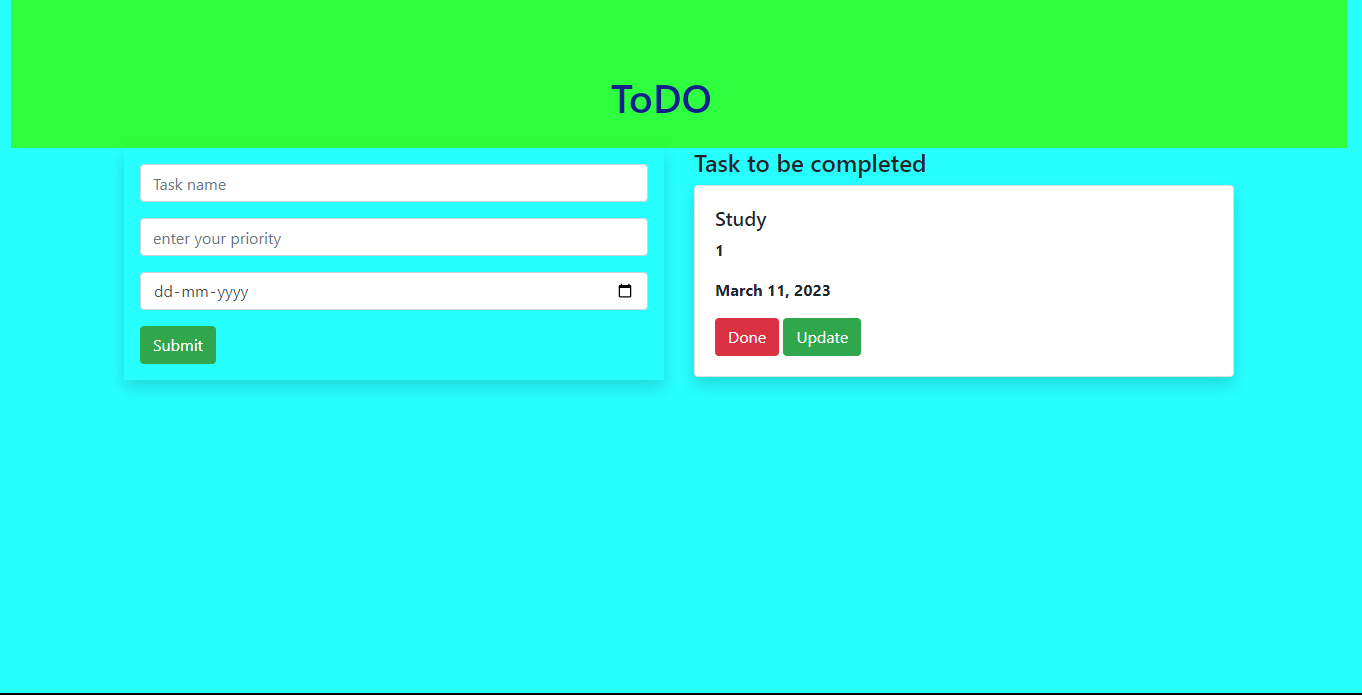 ToDO
Task name
enter your priority
dd-mm-yyyy
Submit
Task to be completed
Study
1
March 11, 2023
Done Update